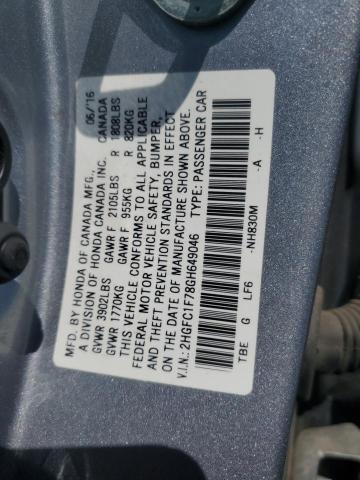 MFD. BY HONDA OF CANADA MFG., 06/'16
A DIVISION OF HONDA CANADA INC. CANADA
GVWR 3902LBS GAWR F 2105LBS R 1808LBS
GVWR 1770KG GAWR F 955KG R 820KG
THIS VEHICLE CONFORMS TO ALL APPLICABLE
FEDERAL MOTOR VEHICLE SAFETY, BUMPER,
AND THEFT PREVENTION STANDARDS IN EFFECT
ON THE DATE OF MANUFACTURE SHOWN ABOVE.
V.I.N.:2HGFC1F78GH649046 TYPE: PASSENGER CAR
-NH830M -A -H
TBE G LF6